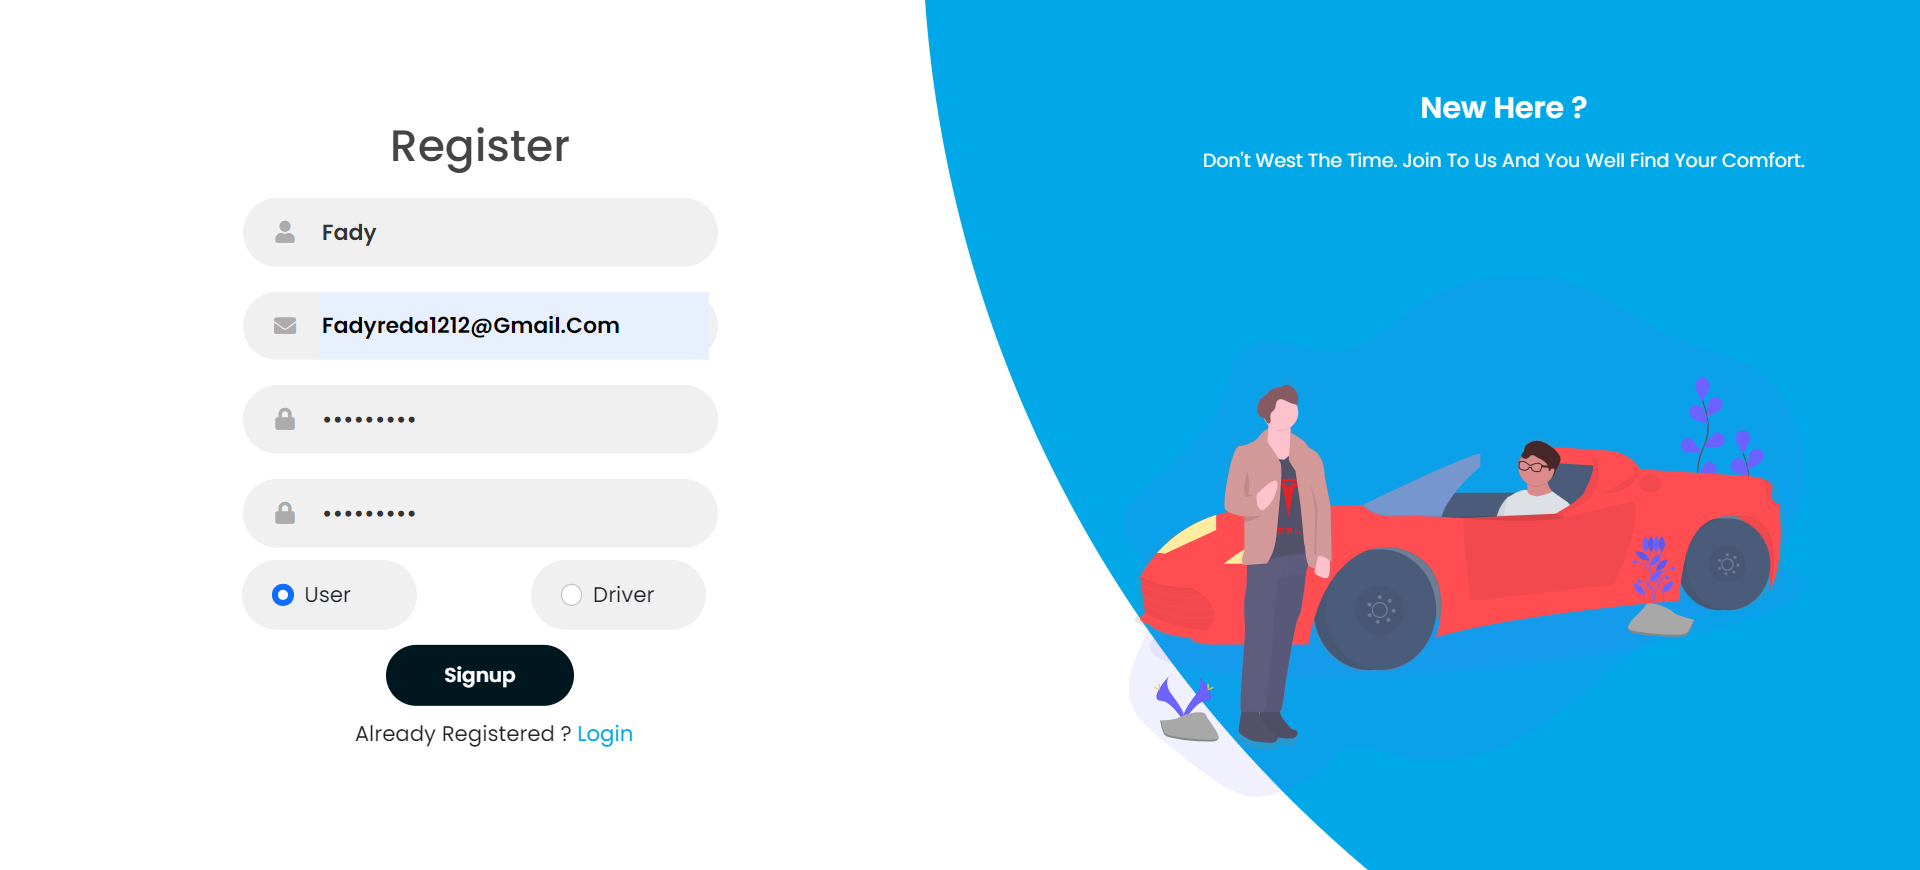 Register
Fady
Fadyreda1212@Gmail.Com
•••••••••
•••••••••
User
Driver
Signup
Already Registered ? Login
New Here ?
Don't West The Time. Join To Us And You Well Find Your Comfort.